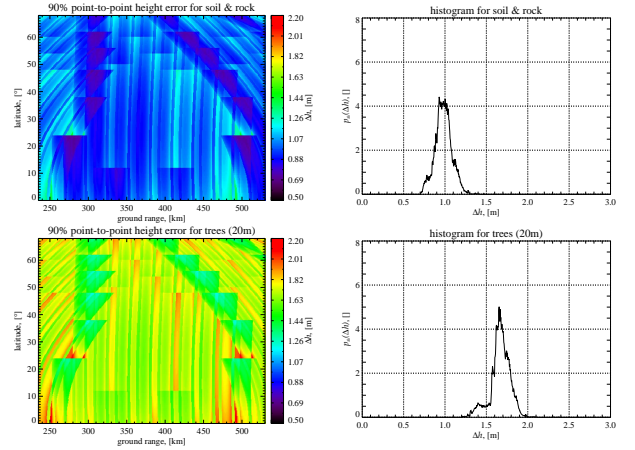 90% point-to-point height error for soil & rock
histogram for soil & rock
60
50
40
30
20
10
0
latitude, [°]
250 300 350 400 450 500
ground range, [km]
2.20
1.82
1.63
1.44
1.26
1.07
0.88
0.69
0.50
Δh, [m]
8
6
4
2
0
pₑ(Δh), []
0.0 0.5 1.0 1.5 2.0 2.5 3.0
Δh, [m]
90% point-to-point height error for trees (20m)
histogram for trees (20m)
60
50
40
30
20
10
0
latitude, [°]
250 300 350 400 450 500
ground range, [km]
2.20
2.01
1.82
1.63
1.44
1.26
1.07
0.88
0.69
0.50
Δh, [m]
8
6
4
2
0
pₑ(Δh), []
0.0 0.5 1.0 1.5 2.0 2.5 3.0
Δh, [m]